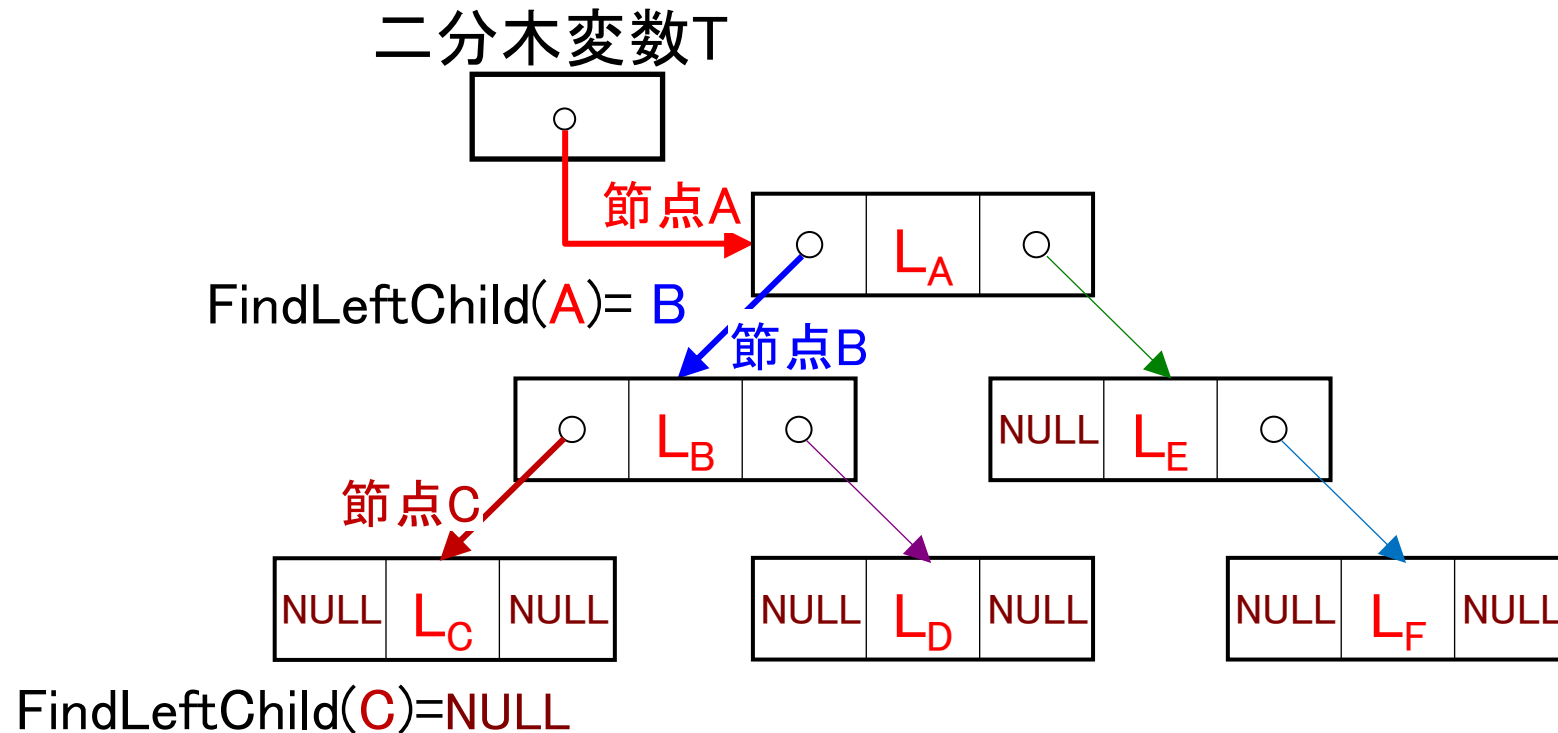 二分木変数T
節点A
L_A
FindLeftChild(A)= B
節点B
L_B
NULL L_E
節点C
NULL L_C NULL
NULL L_D NULL
NULL L_F NULL
FindLeftChild(C)=NULL